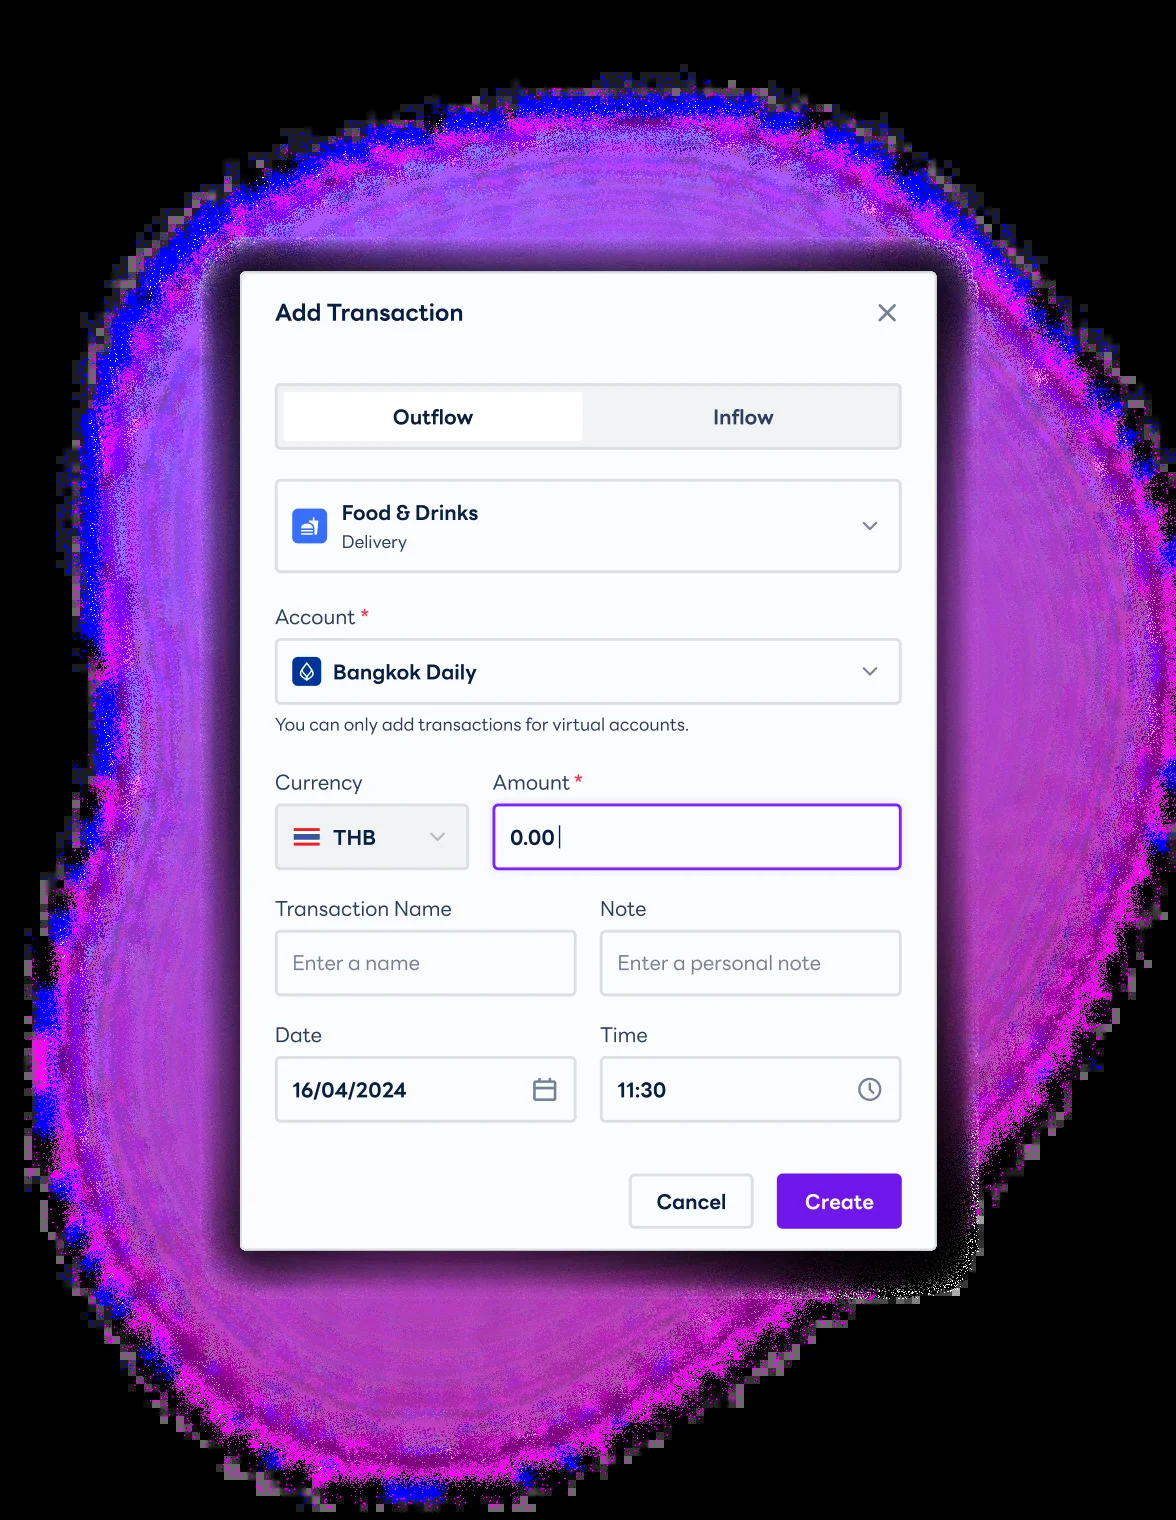 Add Transaction
Outflow
Inflow
Food & Drinks
Delivery
Account *
Bangkok Daily
You can only add transactions for virtual accounts.
Currency
Amount *
THB
0.00
Transaction Name
Note
Enter a name
Enter a personal note
Date
Time
16/04/2024
11:30
Cancel
Create